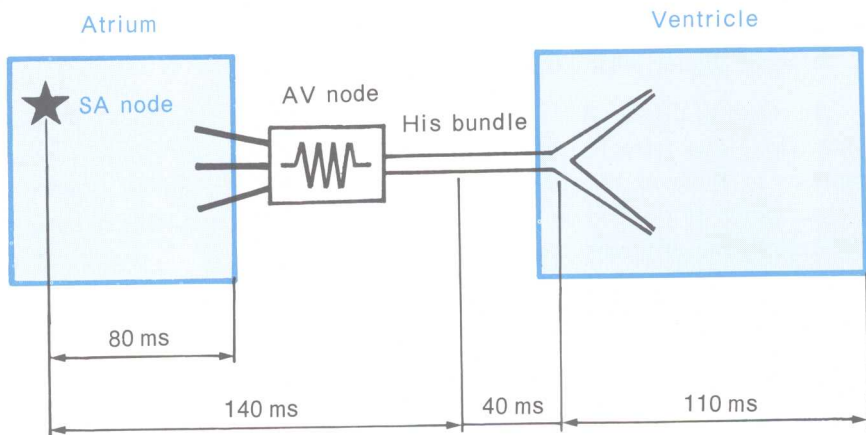 Atrium
Ventricle
SA node
AV node
His bundle
80 ms
140 ms
40 ms
110 ms